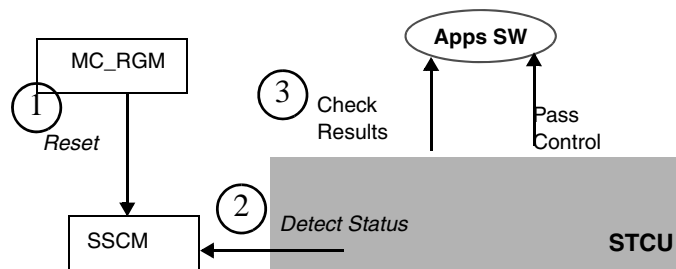 Apps SW
MC_RGM
1
Reset
3
Check
Results
Pass
Control
2
Detect Status
SSCM
STCU